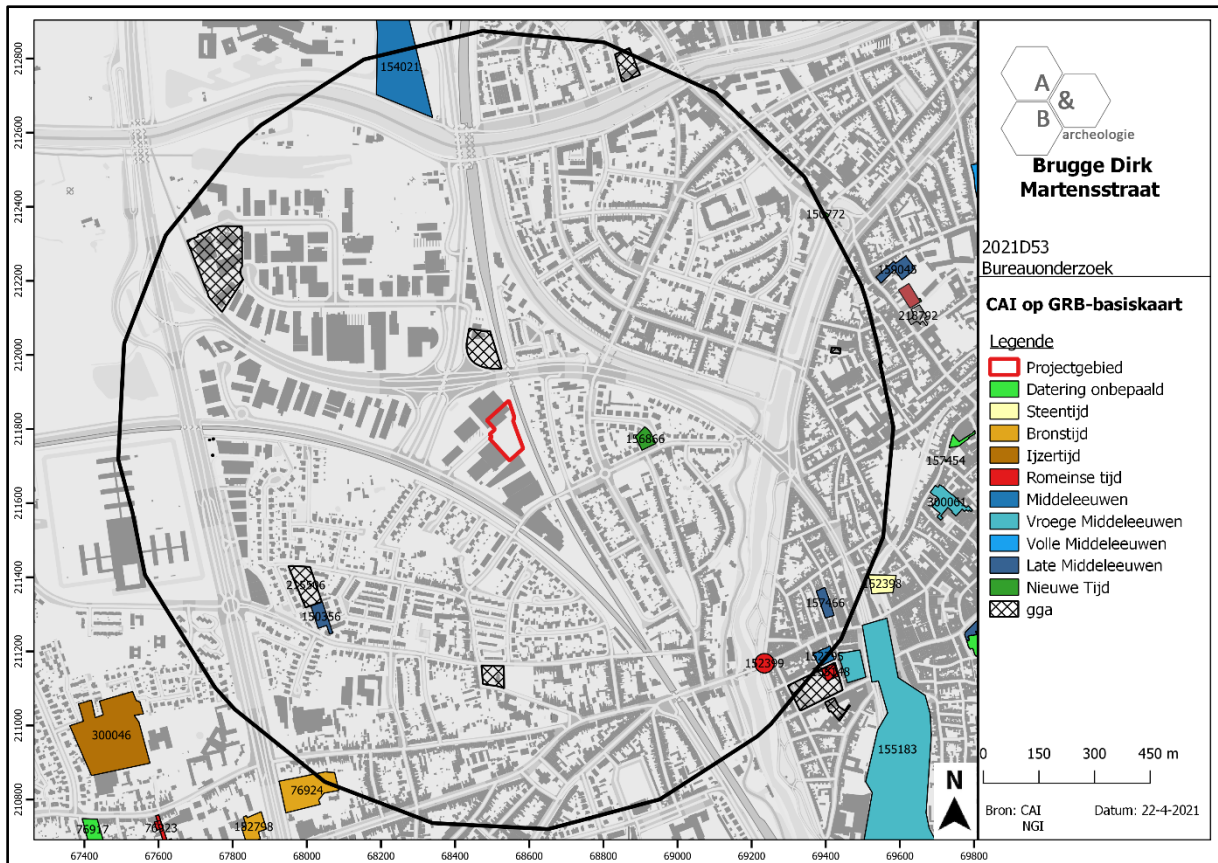 212800
212600
212400
212200
212000
211800
211600
211400
211200
211000
210800
154021
156772
159045
218792
156866
157454
300061
215506
150356
152398
157466
152399
155183
300046
76924
76917
76923
67400
67600
67800
68000
68200
68400
68600
68800
69000
69200
69400
69600
69800
A
&
B
archeologie
Brugge Dirk
Martensstraat
2021D53
Bureauonderzoek
CAI op GRB-basiskaart
Legende
Projectgebied
Datering onbepaald
Steentijd
Bronstijd
Ijzertijd
Romeinse tijd
Middeleeuwen
Vroege Middeleeuwen
Volle Middeleeuwen
Late Middeleeuwen
Nieuwe Tijd
gga
0 150 300 450 m
N
Bron: CAI
NGI
Datum: 22-4-2021